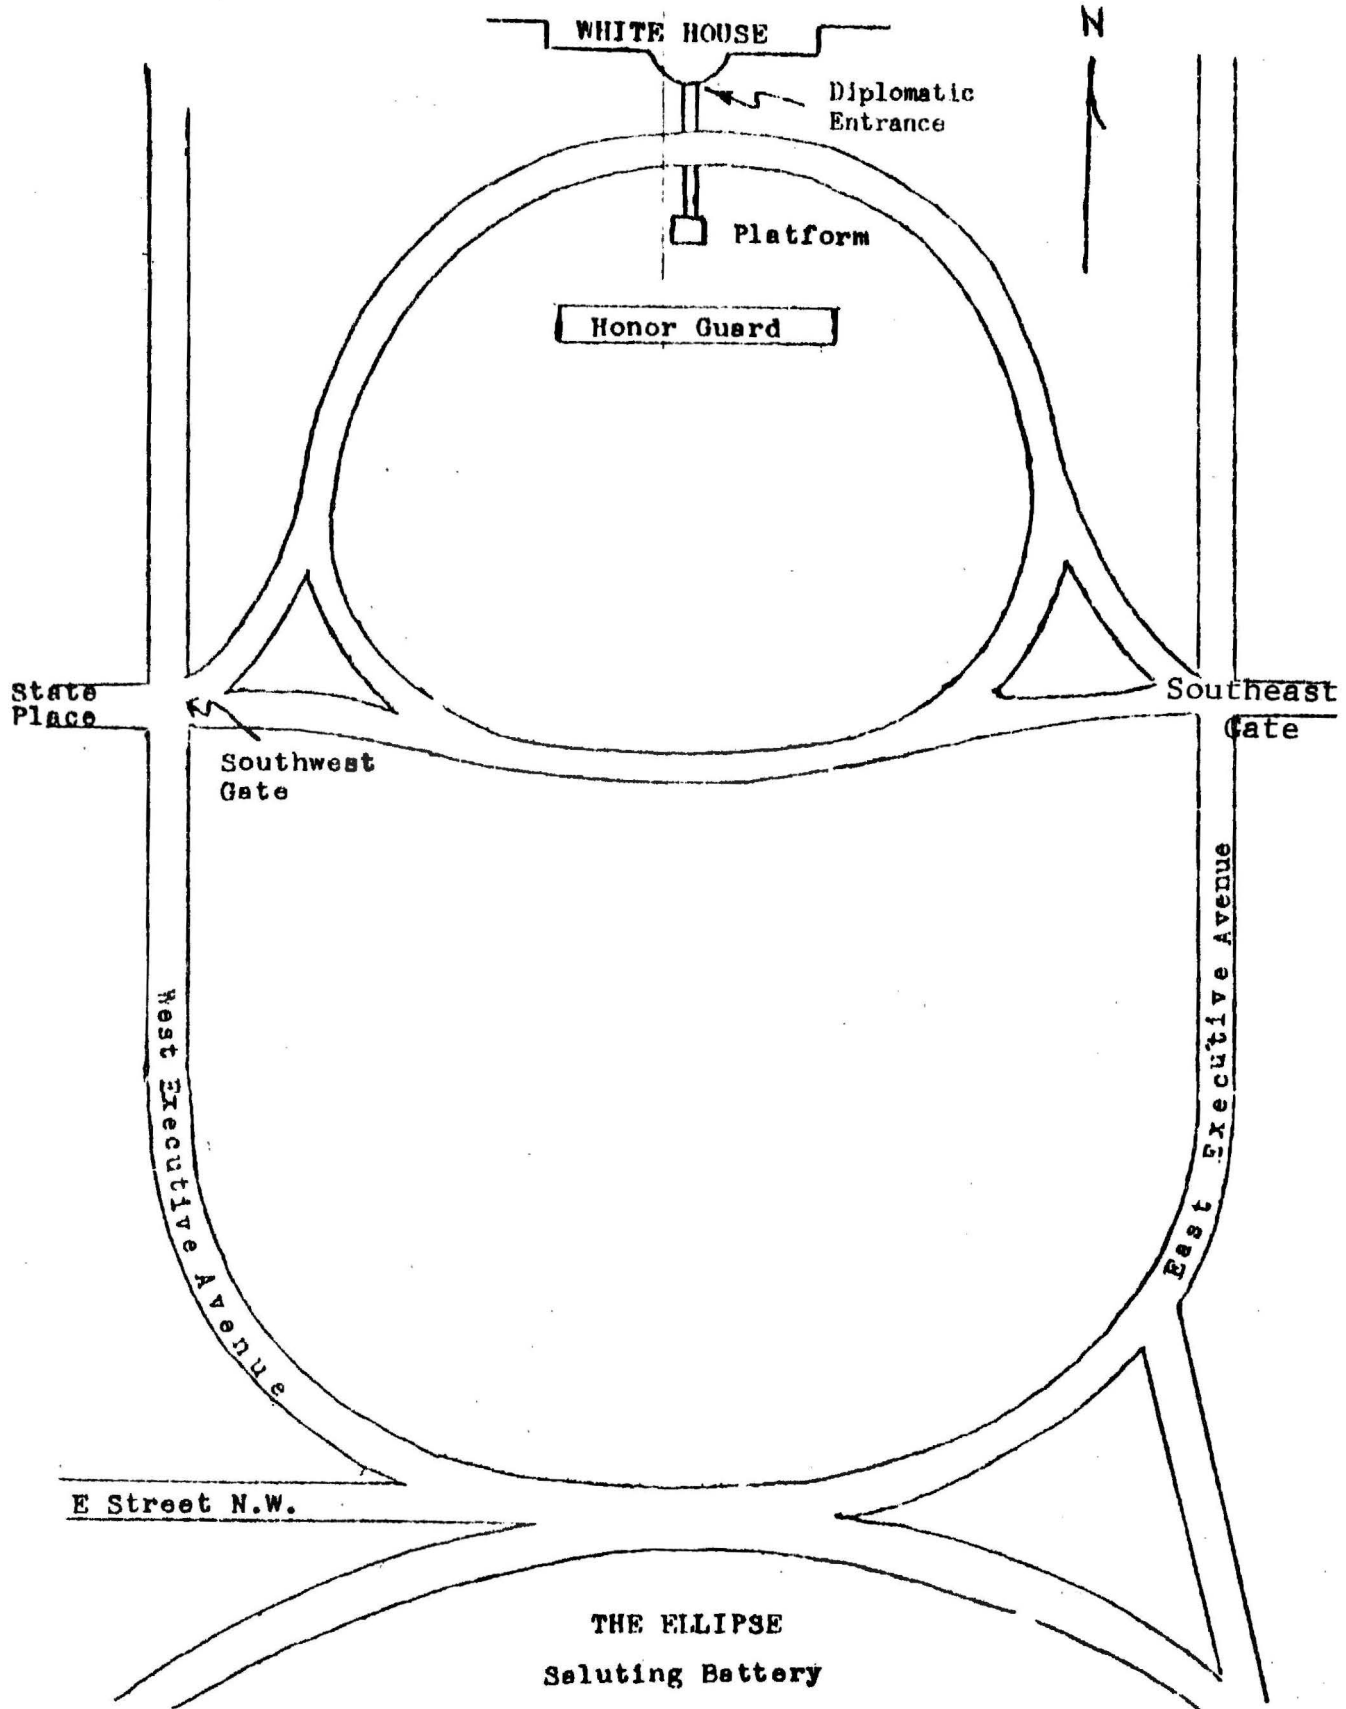 N
WHITE HOUSE
Diplomatic
Entrance
Platform
Honor Guard
State
Place
Southeast
Gate
Southwest
Gate
East Executive Avenue
West Executive Avenue
E Street N.W.
THE ELLIPSE
Saluting Battery